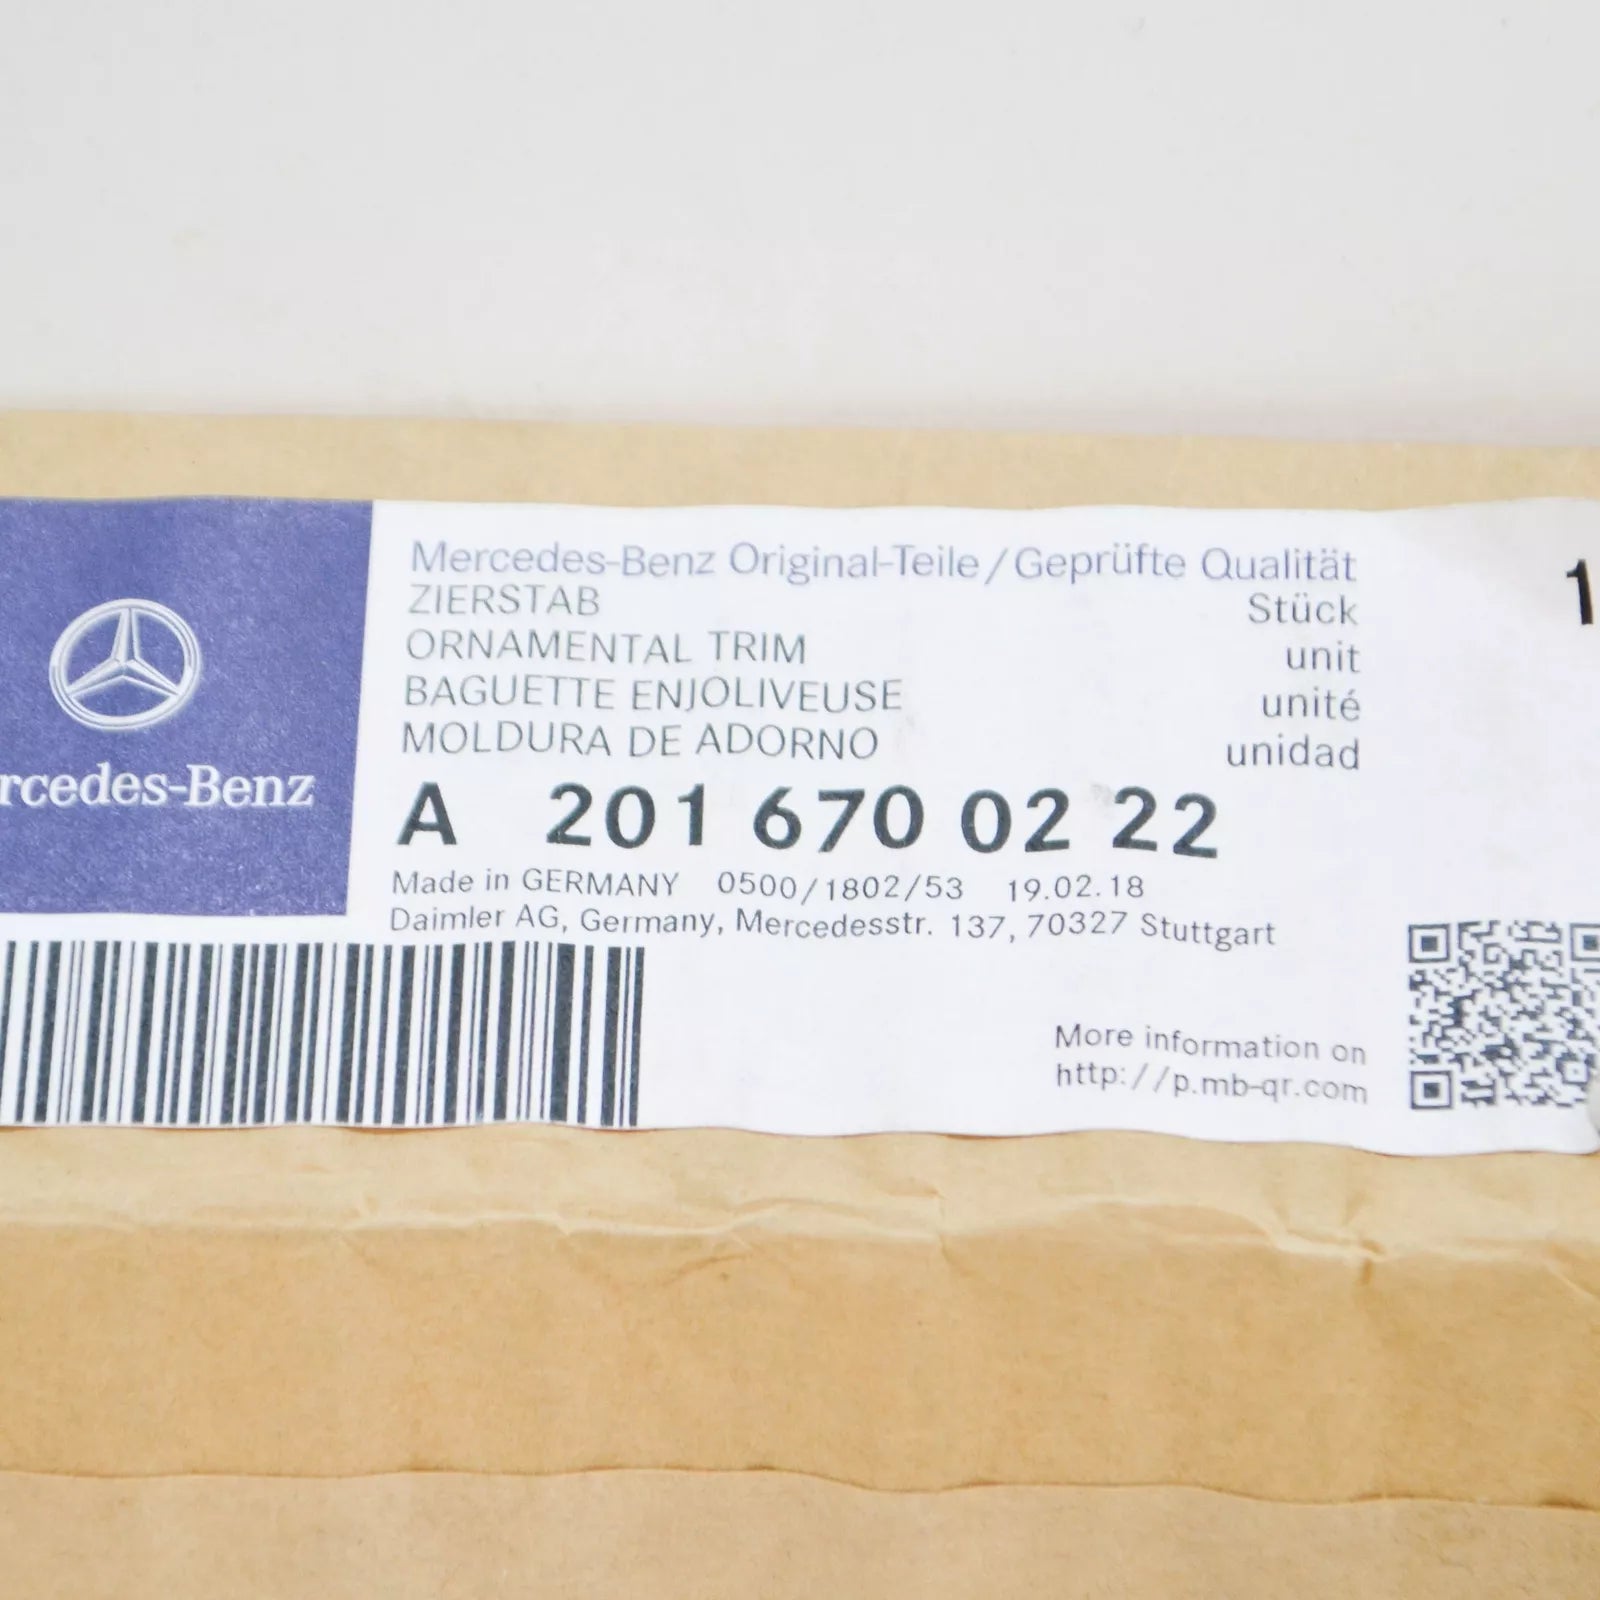 Mercedes-Benz Original-Teile/Geprüfte Qualität
ZIERSTAB Stück 1
ORNAMENTAL TRIM unit
BAGUETTE ENJOLIVEUSE unité
MOLDURA DE ADORNO unidad
rcedes-Benz
A 201 670 02 22
Made in GERMANY 0500/1802/53 19.02.18
Daimler AG, Germany, Mercedesstr. 137, 70327 Stuttgart
More information on
http://p.mb-qr.com